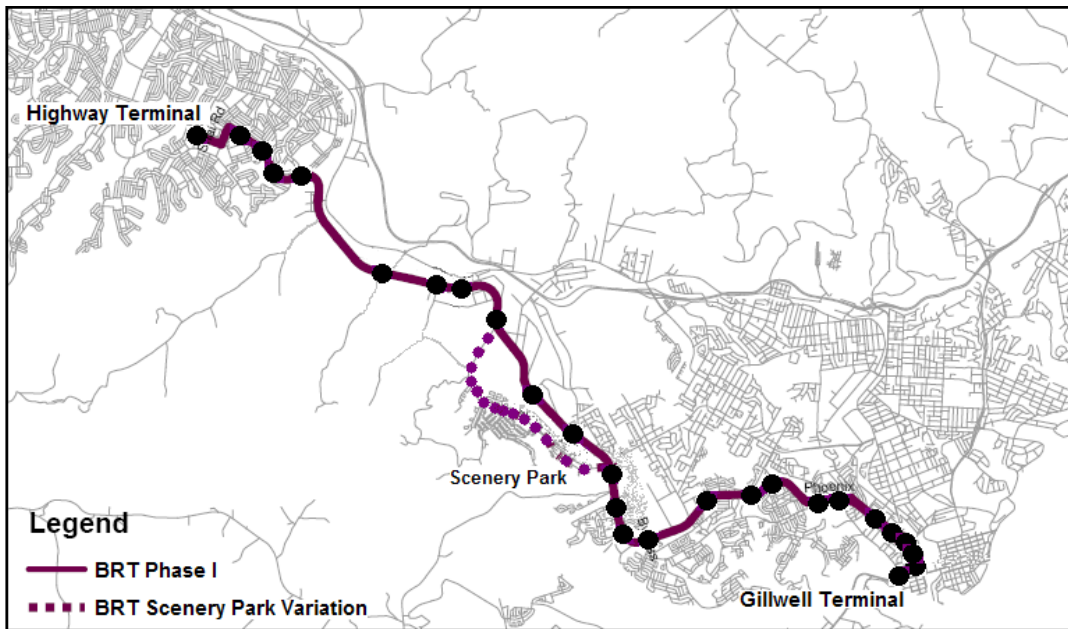 Highway Terminal
Scenery Park
Phoenix
Legend
BRT Phase I
BRT Scenery Park Variation
Gillwell Terminal